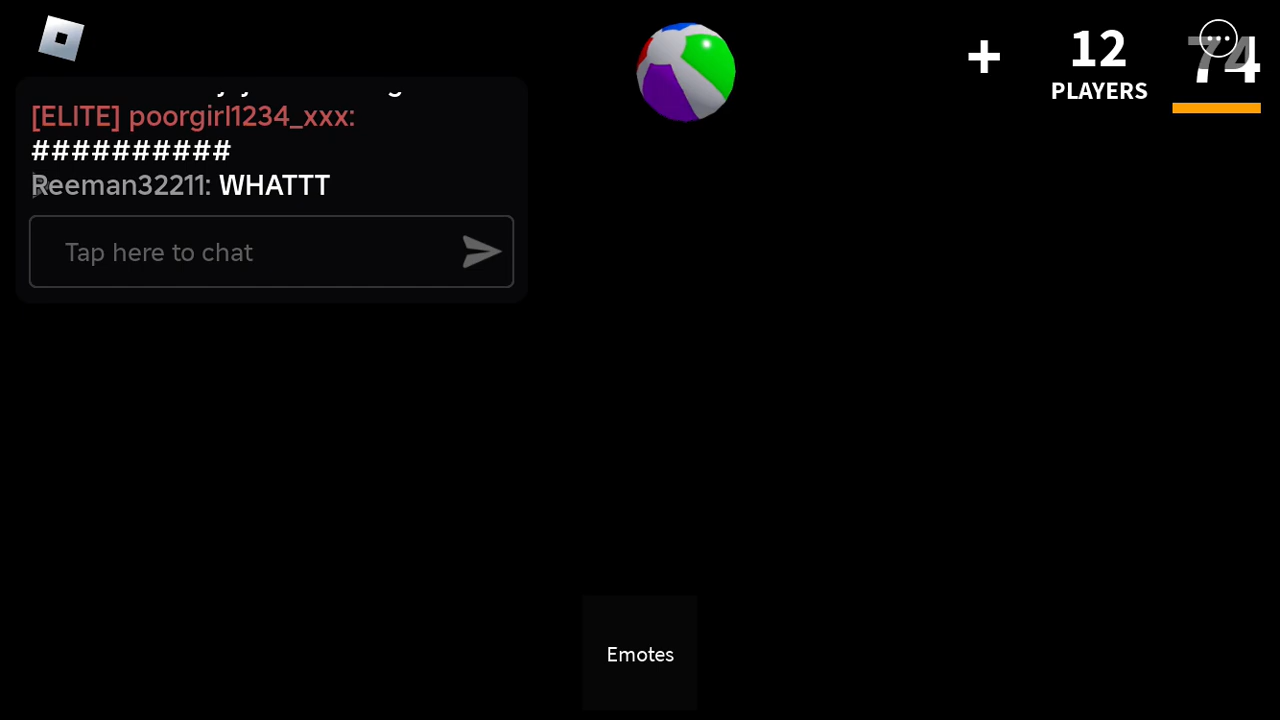 [ELITE] poorgirl1234_xxx:
##########
Reeman32211: WHATTT
Tap here to chat
+
12
PLAYERS
74
Emotes